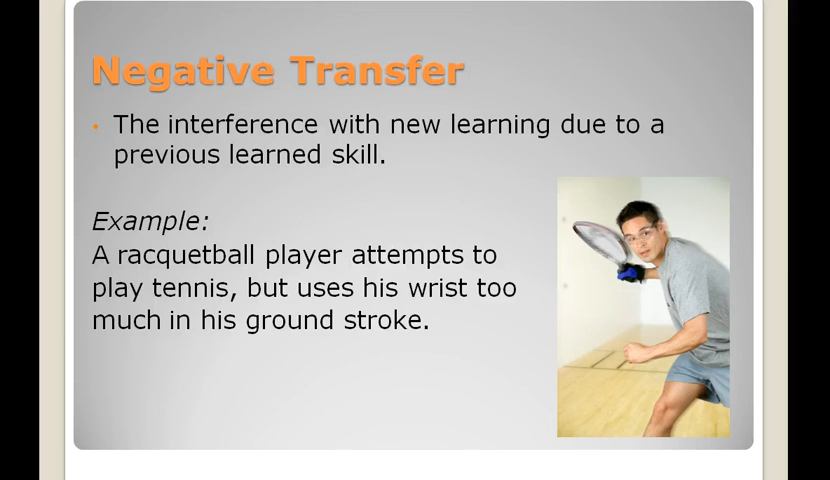 Negative Transfer
• The interference with new learning due to a
previous learned skill.
Example:
A racquetball player attempts to
play tennis, but uses his wrist too
much in his ground stroke.